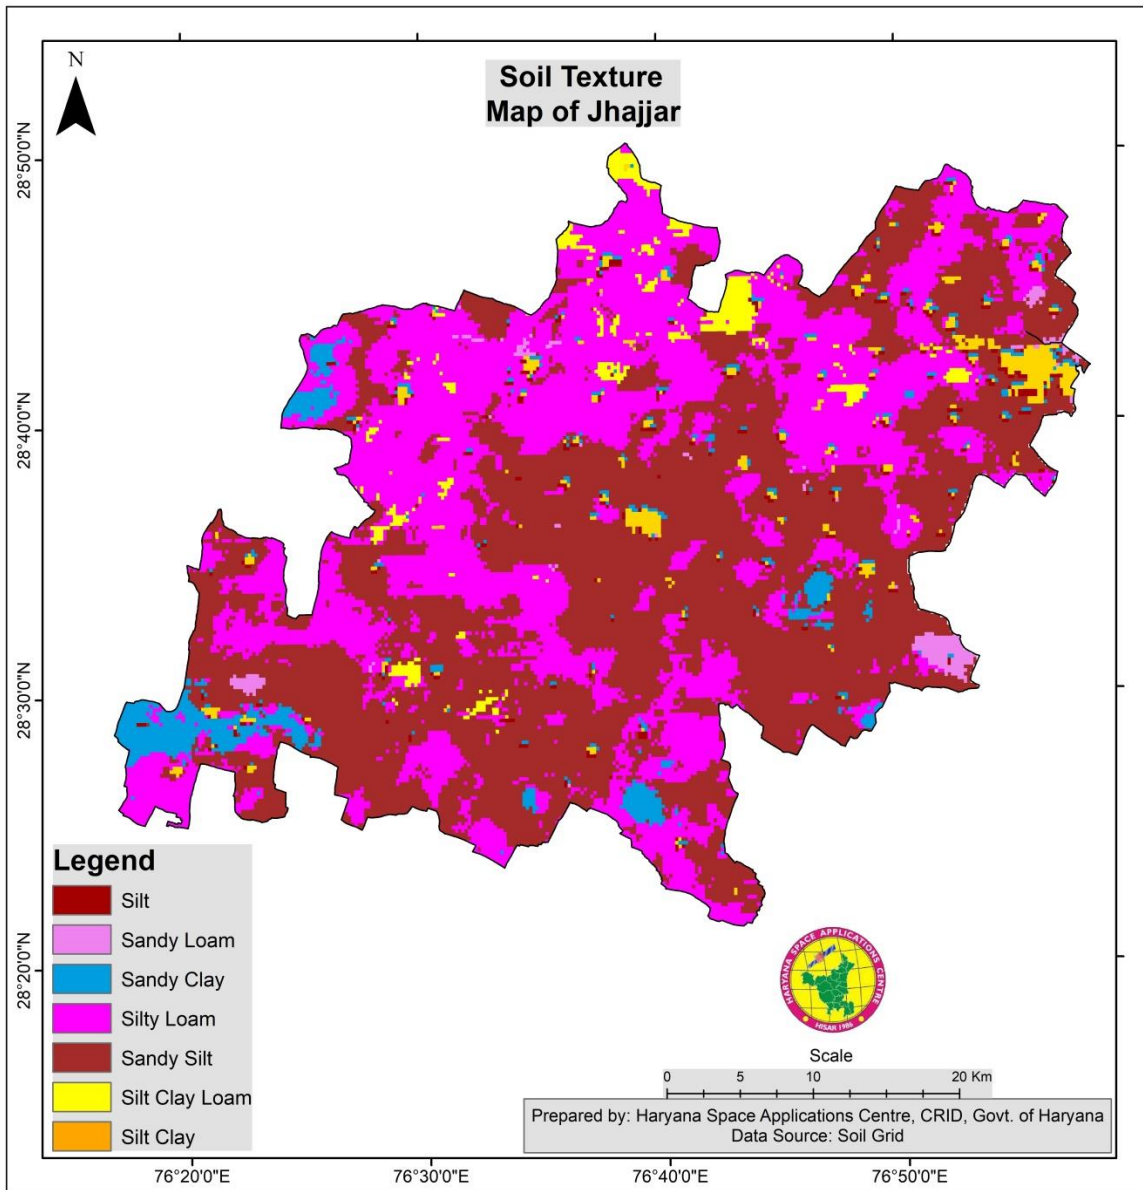 N
Soil Texture
Map of Jhajjar
28°50'0"N
28°40'0"N
28°30'0"N
28°20'0"N
Legend
Silt
Sandy Loam
Sandy Clay
Silty Loam
Sandy Silt
Silt Clay Loam
Silt Clay
HARYANA SPACE APPLICATIONS CENTRE
HISAR 1986
Scale
0 5 10 20 Km
Prepared by: Haryana Space Applications Centre, CRID, Govt. of Haryana
Data Source: Soil Grid
76°20'0"E 76°30'0"E 76°40'0"E 76°50'0"E